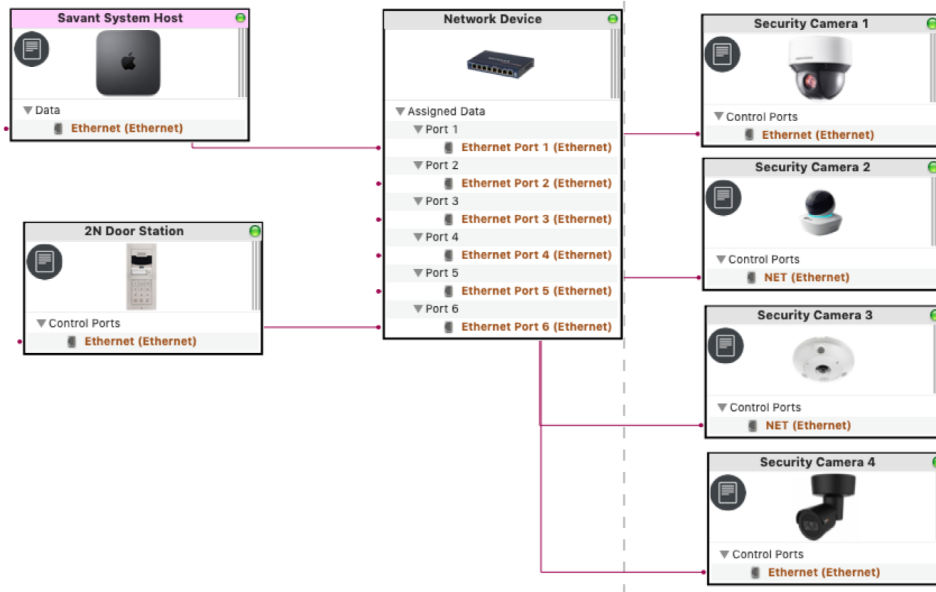 Savant System Host
Data
Ethernet (Ethernet)
2N Door Station
Control Ports
Ethernet (Ethernet)
Network Device
Assigned Data
Port 1
Ethernet Port 1 (Ethernet)
Port 2
Ethernet Port 2 (Ethernet)
Port 3
Ethernet Port 3 (Ethernet)
Port 4
Ethernet Port 4 (Ethernet)
Port 5
Ethernet Port 5 (Ethernet)
Port 6
Ethernet Port 6 (Ethernet)
Security Camera 1
Control Ports
Ethernet (Ethernet)
Security Camera 2
Control Ports
NET (Ethernet)
Security Camera 3
Control Ports
NET (Ethernet)
Security Camera 4
Control Ports
Ethernet (Ethernet)